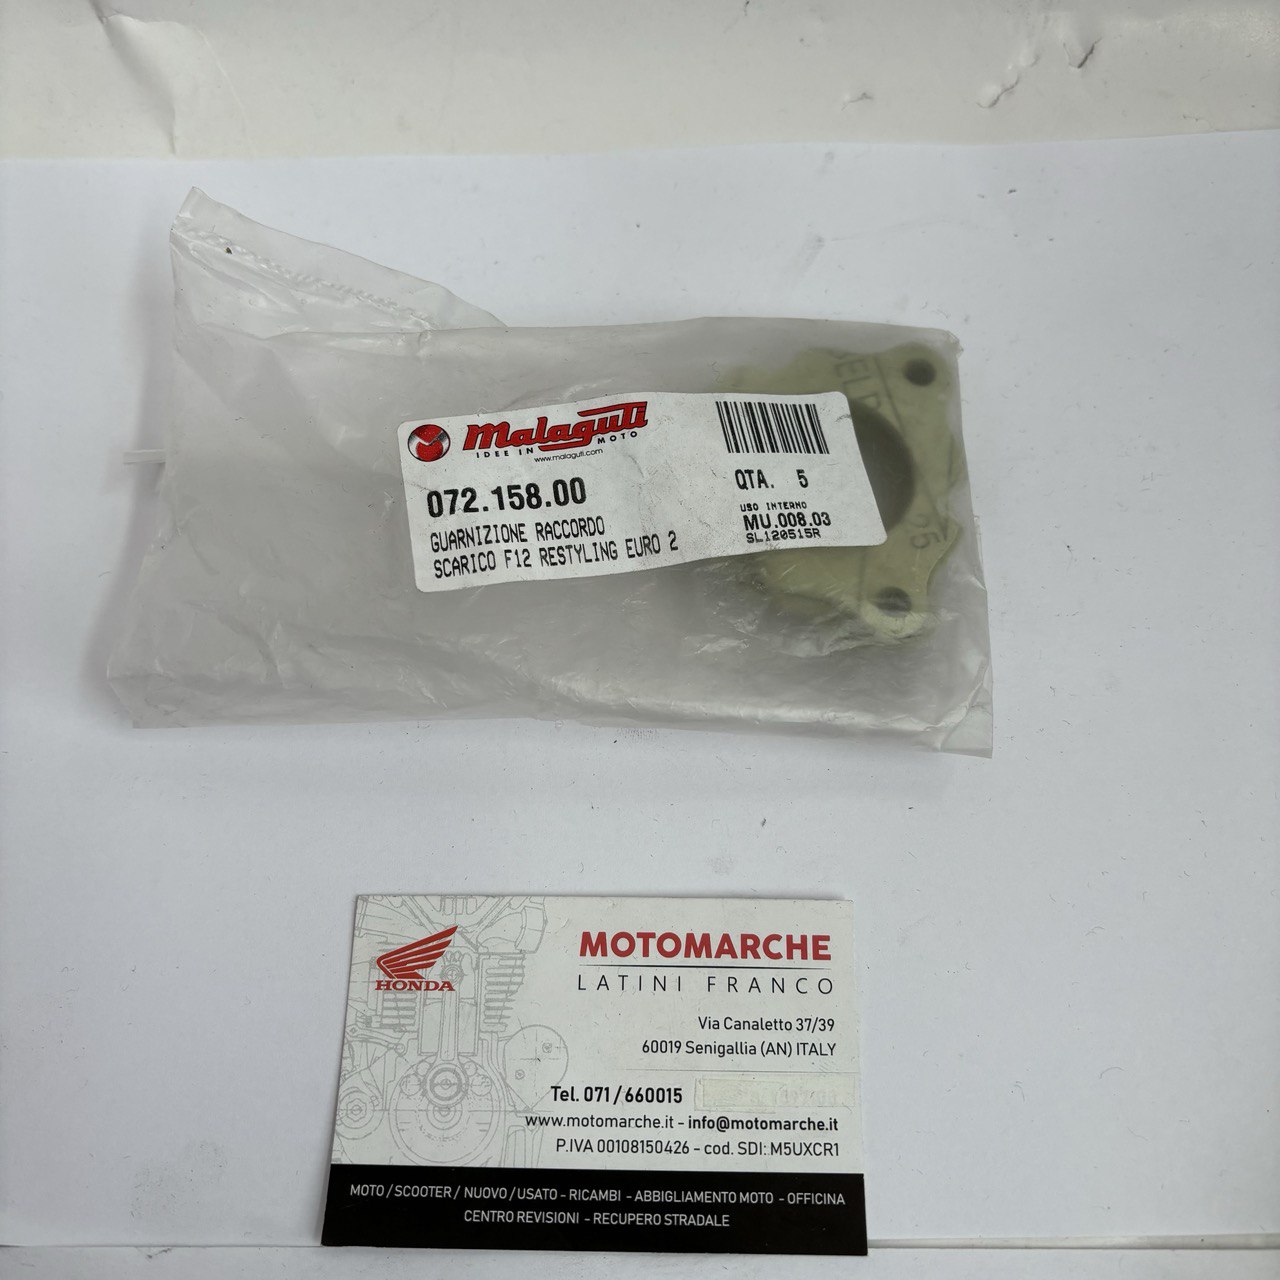 Malaguti
IDEE IN MOTO
www.malaguti.com
072.158.00
GUARNIZIONE RACCORDO
SCARICO F12 RESTYLING EURO 2
QTA. 5
USO INTERNO
MU.008.03
SL120515R
HONDA
MOTOMARCHE
LATINI FRANCO
Via Canaletto 37/39
60019 Senigallia (AN) ITALY
Tel. 071/660015
www.motomarche.it - info@motomarche.it
P.IVA 00108150426 - cod. SDI: M5UXCR1
MOTO / SCOOTER / NUOVO / USATO - RICAMBI - ABBIGLIAMENTO MOTO - OFFICINA
CENTRO REVISIONI - RECUPERO STRADALE